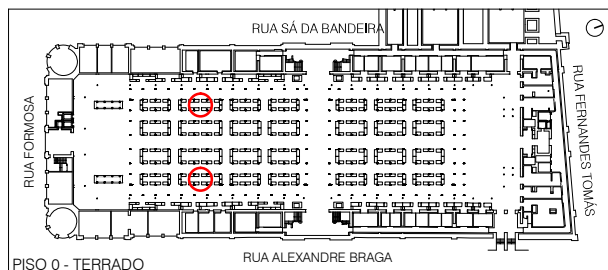 RUA SÁ DA BANDEIRA
RUA FORMOSA
RUA FERNANDES TOMÁS
RUA ALEXANDRE BRAGA
PISO 0 - TERRADO